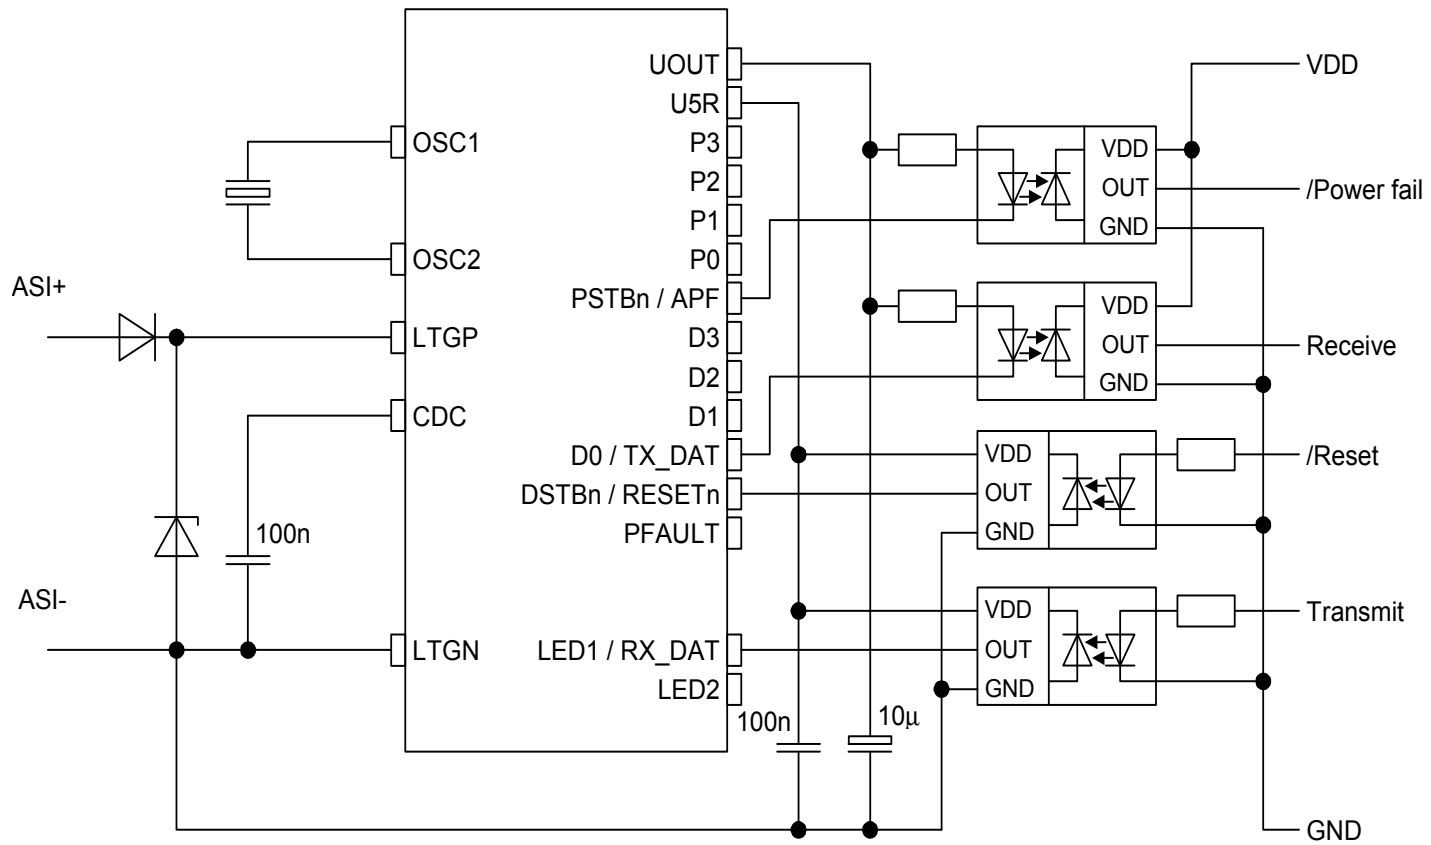 UOUT
VDD
U5R
OSC1
P3
VDD
P2
OUT
/Power fail
P1
GND
OSC2
P0
ASI+
PSTBn / APF
VDD
LTGP
D3
OUT
Receive
D2
GND
CDC
D1
D0 / TX_DAT
VDD
/Reset
DSTBn / RESETn
OUT
100n
PFAULT
GND
ASI-
VDD
Transmit
LTGN
LED1 / RX_DAT
OUT
LED2
GND
100n
10µ
GND